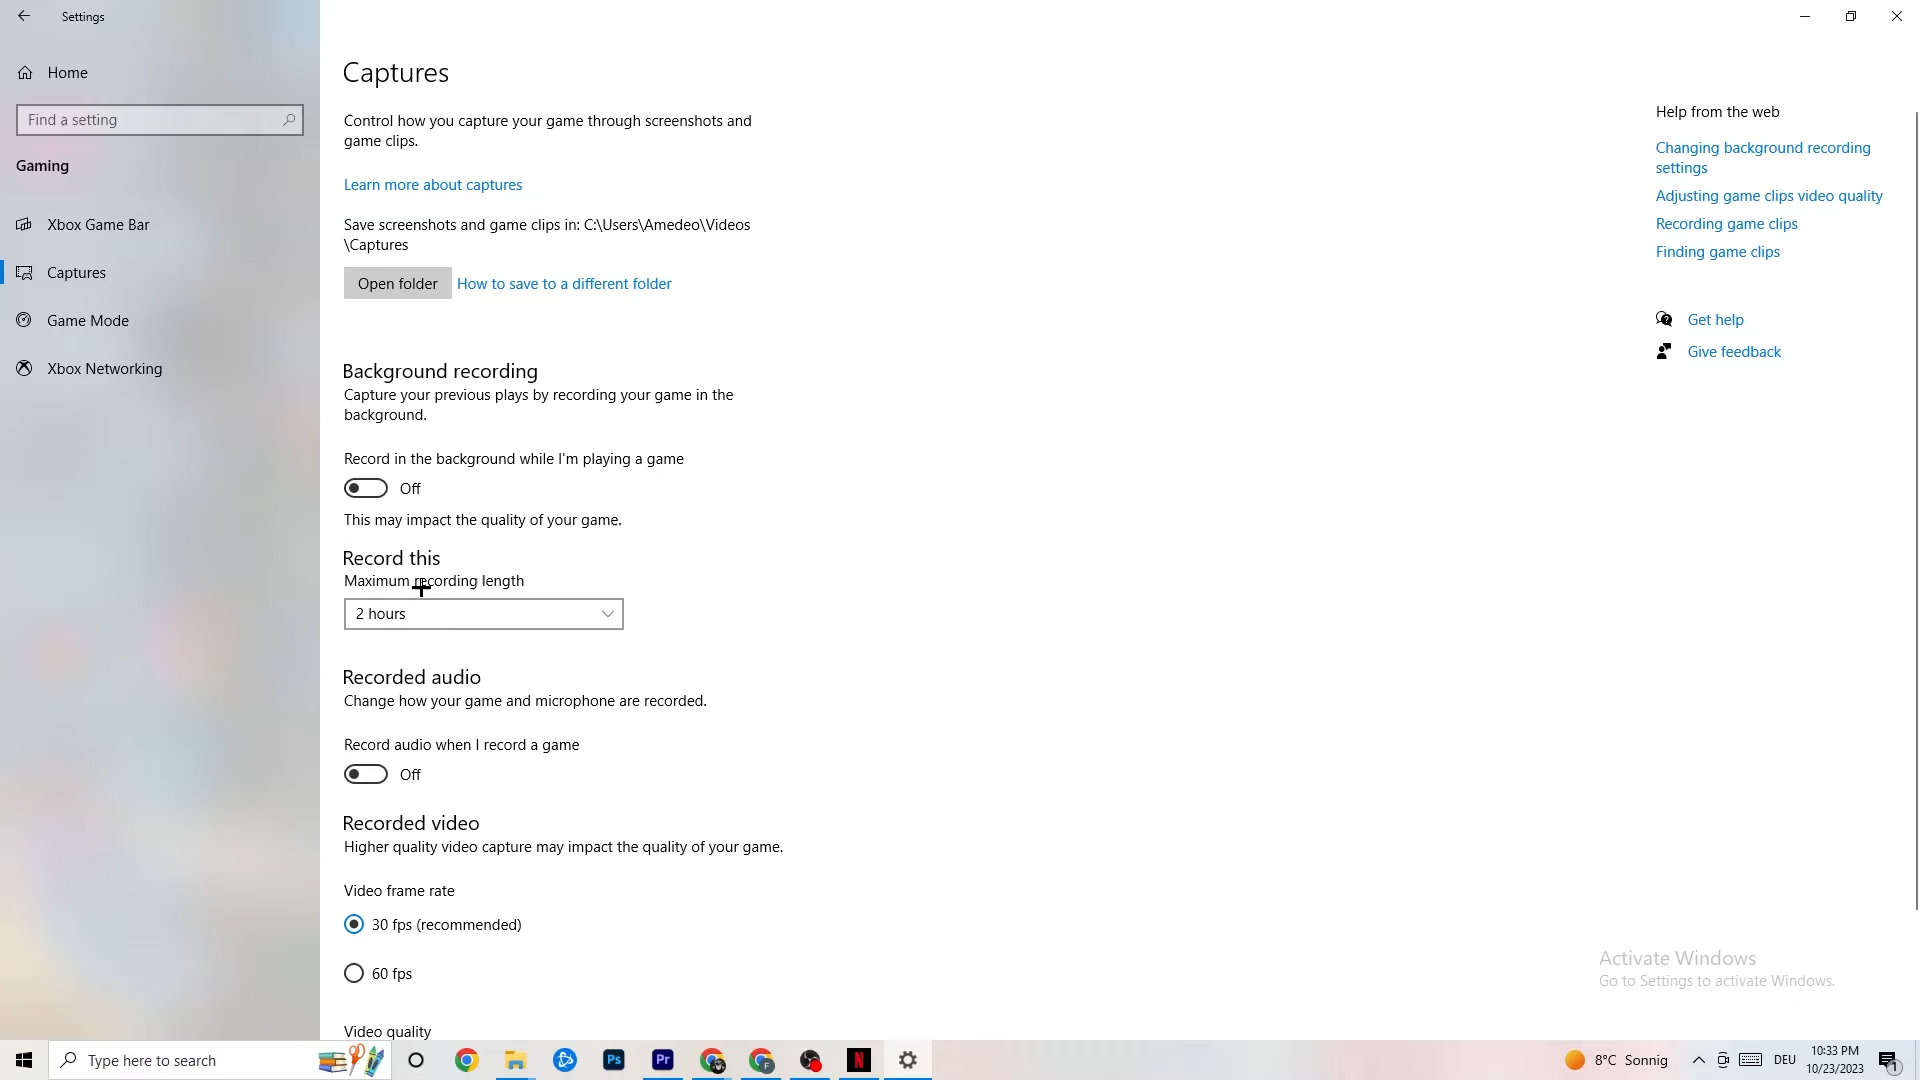 Settings
Home
Find a setting
Gaming
Xbox Game Bar
Captures
Game Mode
Xbox Networking
Captures
Control how you capture your game through screenshots and
game clips.
Learn more about captures
Save screenshots and game clips in: C:\Users\Amedeo\Videos
\Captures
Open folder
How to save to a different folder
Background recording
Capture your previous plays by recording your game in the
background.
Record in the background while I'm playing a game
Off
This may impact the quality of your game.
Record this
Maximum recording length
2 hours
Recorded audio
Change how your game and microphone are recorded.
Record audio when I record a game
Off
Recorded video
Higher quality video capture may impact the quality of your game.
Video frame rate
30 fps (recommended)
60 fps
Video quality
Help from the web
Changing background recording
settings
Adjusting game clips video quality
Recording game clips
Finding game clips
Get help
Give feedback
Activate Windows
Go to Settings to activate Windows.
Type here to search
Ps
Pr
F
N
8°C Sonnig
DEU
10:33 PM
10/23/2023
1